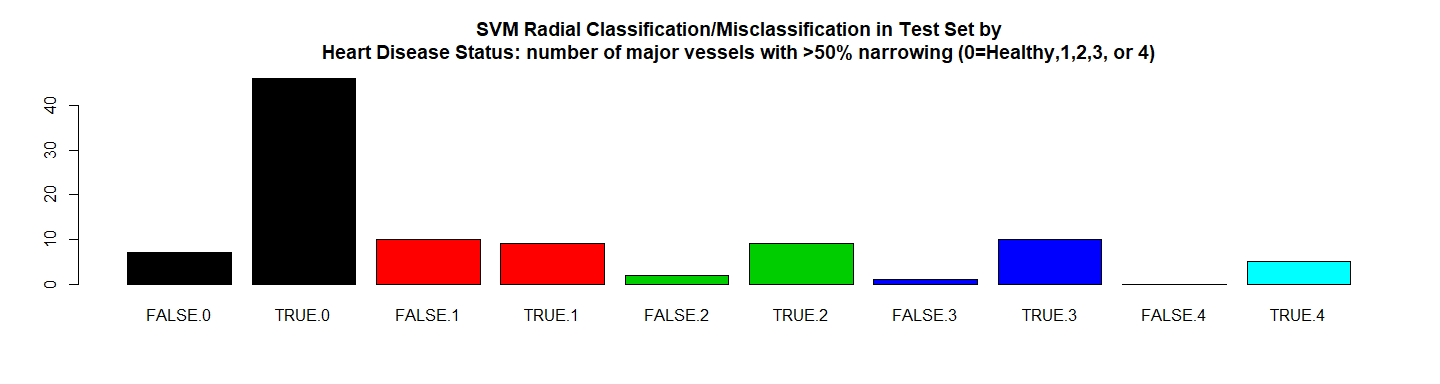 SVM Radial Classification/Misclassification in Test Set by
Heart Disease Status: number of major vessels with >50% narrowing (0=Healthy,1,2,3, or 4)
40
30
20
10
0
FALSE.0 TRUE.0 FALSE.1 TRUE.1 FALSE.2 TRUE.2 FALSE.3 TRUE.3 FALSE.4 TRUE.4